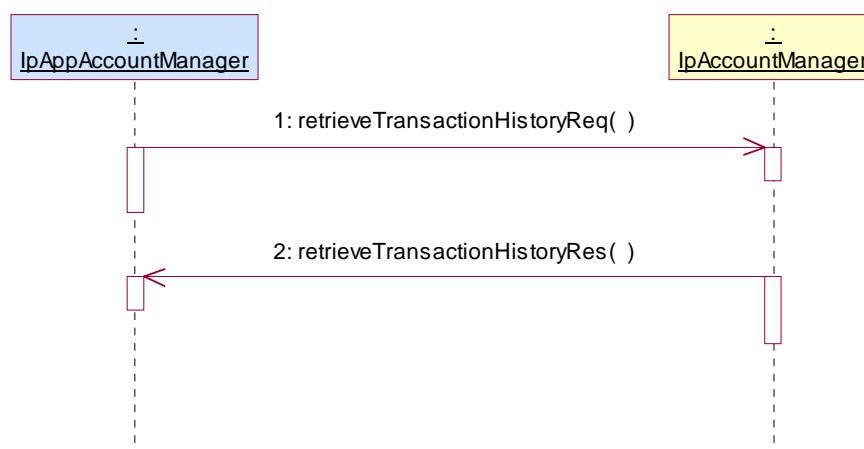 :
IpAppAccountManager
:
IpAccountManager
1: retrieveTransactionHistoryReq( )
2: retrieveTransactionHistoryRes( )